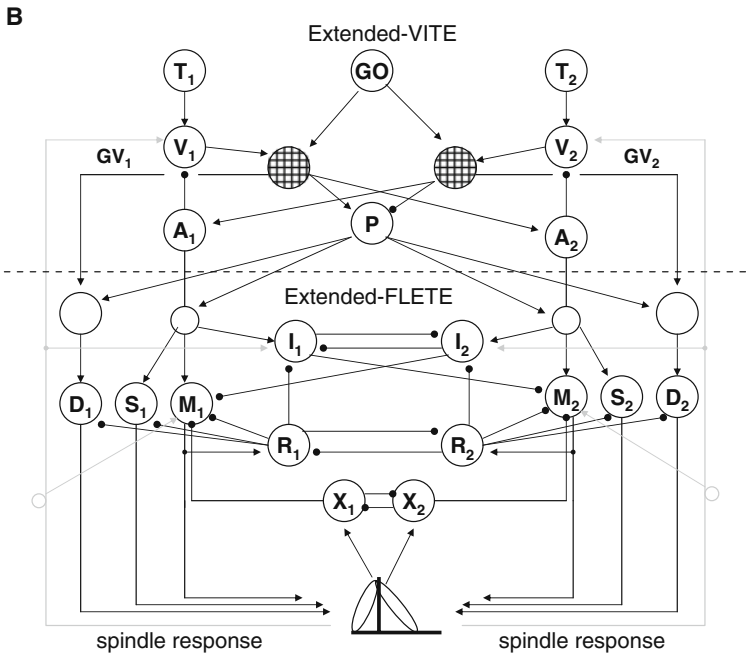 B
Extended-VITE
T₁ GO T₂
V₁ V₂
GV₁ GV₂
A₁ P A₂
Extended-FLETE
I₁ I₂
D₁ S₁ M₁ M₂ S₂ D₂
R₁ R₂
X₁ X₂
spindle response spindle response